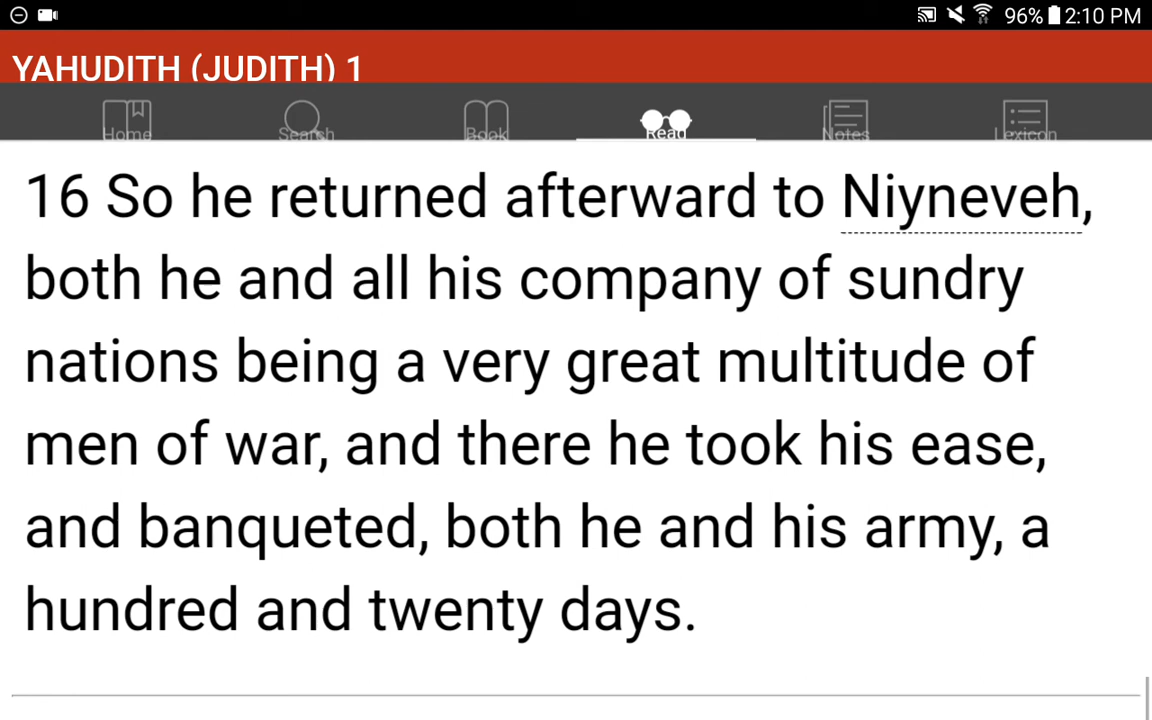 96% 2:10 PM
YAHUDITH (JUDITH) 1
Home Search Book Read Notes Lexicon
16 So he returned afterward to Niyneveh,
both he and all his company of sundry
nations being a very great multitude of
men of war, and there he took his ease,
and banqueted, both he and his army, a
hundred and twenty days.